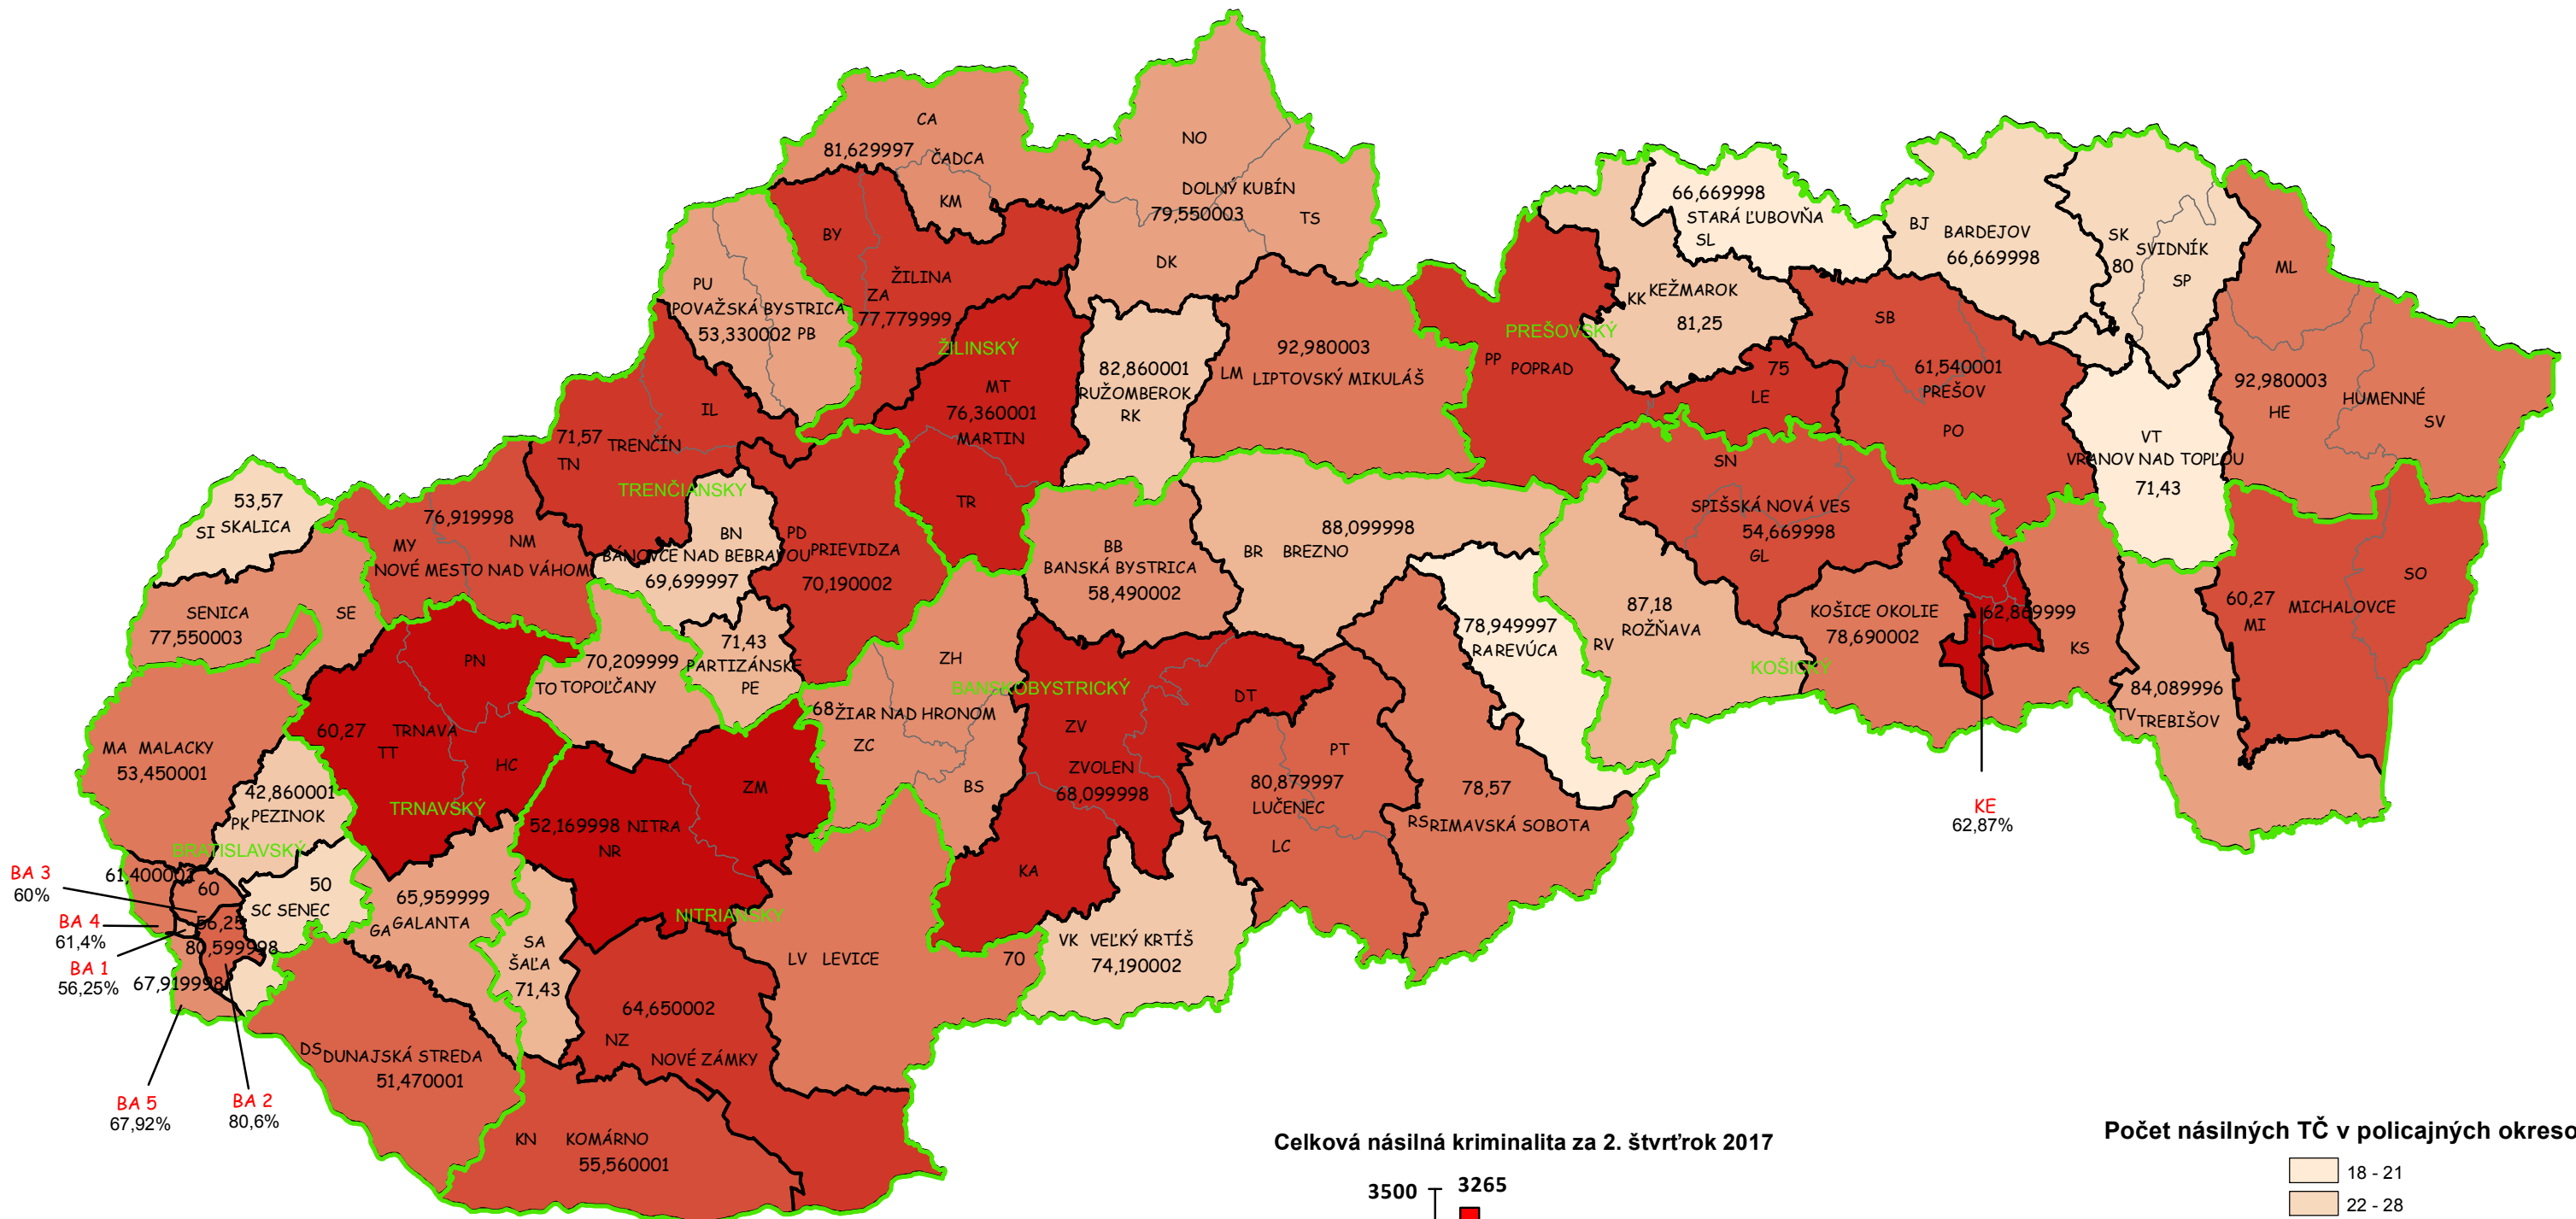 CA
81,629997
ČADCA
KM
NO
DOLNÝ KUBÍN
79,550003
TS
DK
BY
ŽILINA
ZA
77,779999
ŽILINSKÝ
PU
POVAŽSKÁ BYSTRICA
53,330002 PB
MT
76,360001
MARTIN
TR
82,860001
RUŽOMBEROK
RK
92,980003
LM LIPTOVSKÝ MIKULÁŠ
66,669998
STARÁ ĽUBOVŇA
SL
KK KEŽMAROK
81,25
PREŠOVSKÝ
PP POPRAD
75
LE
BJ BARDEJOV
66,669998
SK SVIDNÍK
80
SP
SB
61,540001
PREŠOV
PO
ML
92,980003
HUMENNÉ
HE
SV
VT
VRANOV NAD TOPĽOU
71,43
IL
71,57 TRENČÍN
TN
TRENČIANSKY
53,57
SI SKALICA
76,919998
MY
NM
NOVÉ MESTO NAD VÁHOM
BN
BÁNOVCE NAD BEBRAVOU
69,699997
PD PRIEVIDZA
70,190002
SENICA
SE
77,550003
71,43
PARTIZÁNSKE
PE
70,209999
TO TOPOĽČANY
BB
BANSKÁ BYSTRICA
58,490002
88,099998
BR BREZNO
SN
SPIŠSKÁ NOVÁ VES
54,669998
GL
78,949997
RA REVÚCA
87,18
RV ROŽŇAVA
KOŠICKÝ
KOŠICE OKOLIE
78,690002
62,869999
KS
KE
62,87%
60,27 MICHALOVCE
MI
SO
84,089996
TV TREBIŠOV
ZH
BANSKOBYSTRICKÝ
68 ŽIAR NAD HRONOM
ZC
BS
DT
ZV
ZVOLEN
68,099998
KA
PT
80,879997
LUČENEC
LC
78,57
RS RIMAVSKÁ SOBOTA
VK VEĽKÝ KRTÍŠ
74,190002
PN
60,27 TRNAVA
TT
HC
TRNAVSKÝ
MA MALACKY
53,450001
42,860001
PK PEZINOK
BRATISLAVSKÝ
ZM
52,169998 NITRA
NR
NITRIANSKY
61,400002
60
56,25
80,599998
67,919998
50
SC SENEC
65,959999
GA GALANTA
SA
ŠAĽA
71,43
LV LEVICE
70
64,650002
NZ
NOVÉ ZÁMKY
DS DUNAJSKÁ STREDA
51,470001
KN KOMÁRNO
55,560001
BA 3
60%
BA 4
61,4%
BA 1
56,25%
BA 5
67,92%
BA 2
80,6%
Celková násilná kriminalita za 2. štvrťrok 2017
3500
3265
Počet násilných TČ v policajných okreso
18 - 21
22 - 28